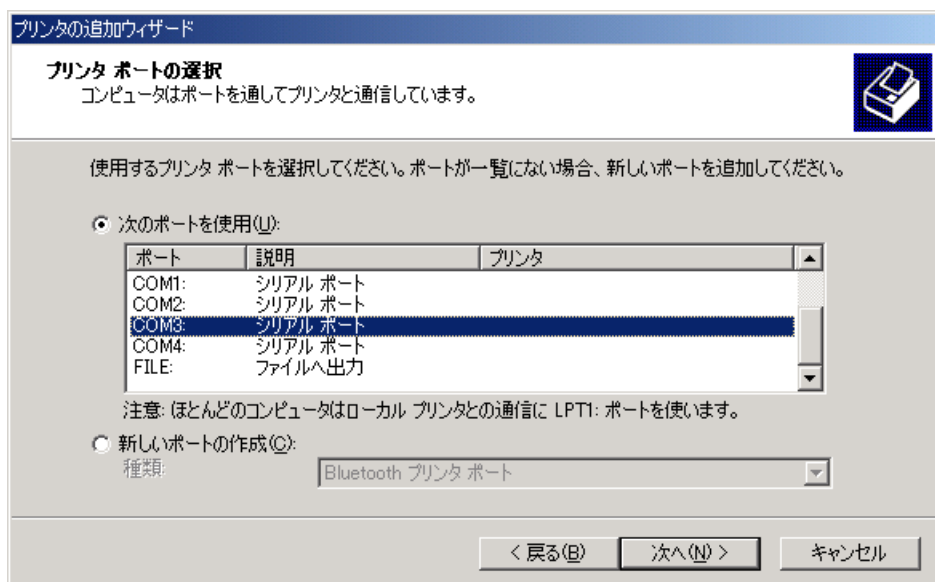 プリンタの追加ウィザード
プリンタ ポートの選択
コンピュータはポートを通してプリンタと通信しています。
使用するプリンタ ポートを選択してください。ポートが一覧にない場合、新しいポートを追加してください。
次のポートを使用(U):
ポート 説明 プリンタ
COM1: シリアル ポート
COM2: シリアル ポート
COM3: シリアル ポート
COM4: シリアル ポート
FILE: ファイルへ出力
注意: ほとんどのコンピュータはローカル プリンタとの通信に LPT1: ポートを使います。
新しいポートの作成(C):
種類: Bluetooth プリンタ ポート
< 戻る(B) 次へ(N) > キャンセル